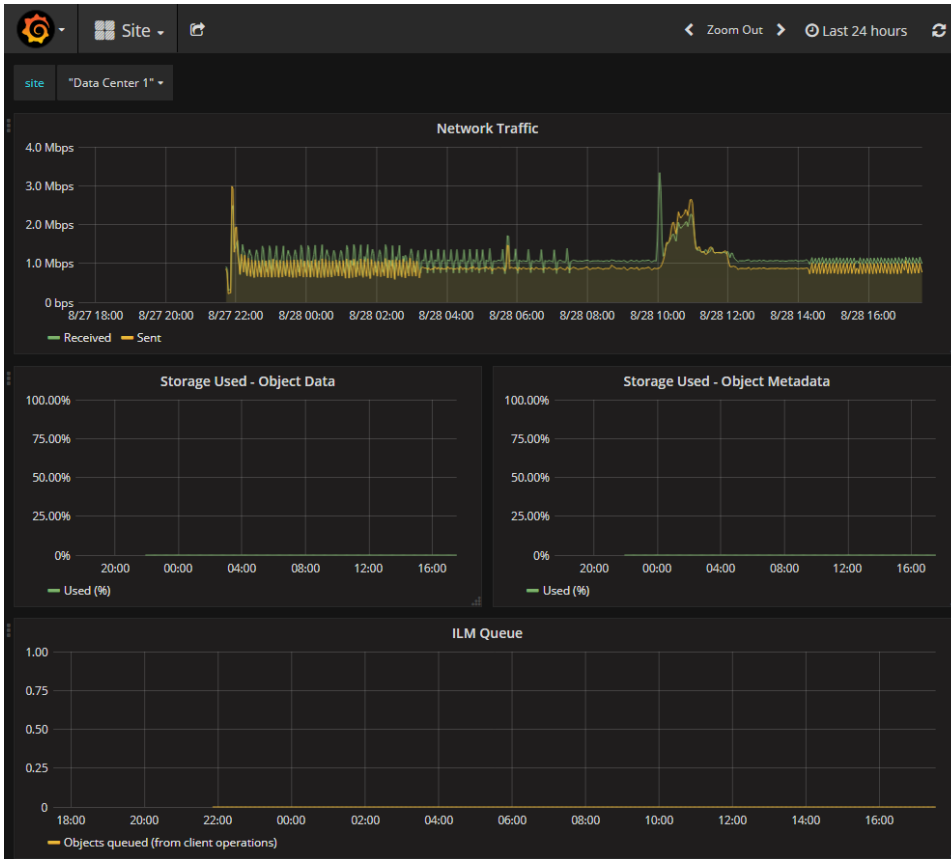 Site
Zoom Out
Last 24 hours
site
"Data Center 1"
Network Traffic
4.0 Mbps
3.0 Mbps
2.0 Mbps
1.0 Mbps
0 bps
8/27 18:00 8/27 20:00 8/27 22:00 8/28 00:00 8/28 02:00 8/28 04:00 8/28 06:00 8/28 08:00 8/28 10:00 8/28 12:00 8/28 14:00 8/28 16:00
Received Sent
Storage Used - Object Data
100.00%
75.00%
50.00%
25.00%
0%
20:00 00:00 04:00 08:00 12:00 16:00
Used (%)
Storage Used - Object Metadata
100.00%
75.00%
50.00%
25.00%
0%
20:00 00:00 04:00 08:00 12:00 16:00
Used (%)
ILM Queue
1.00
0.75
0.50
0.25
0
18:00 20:00 22:00 00:00 02:00 04:00 06:00 08:00 10:00 12:00 14:00 16:00
Objects queued (from client operations)